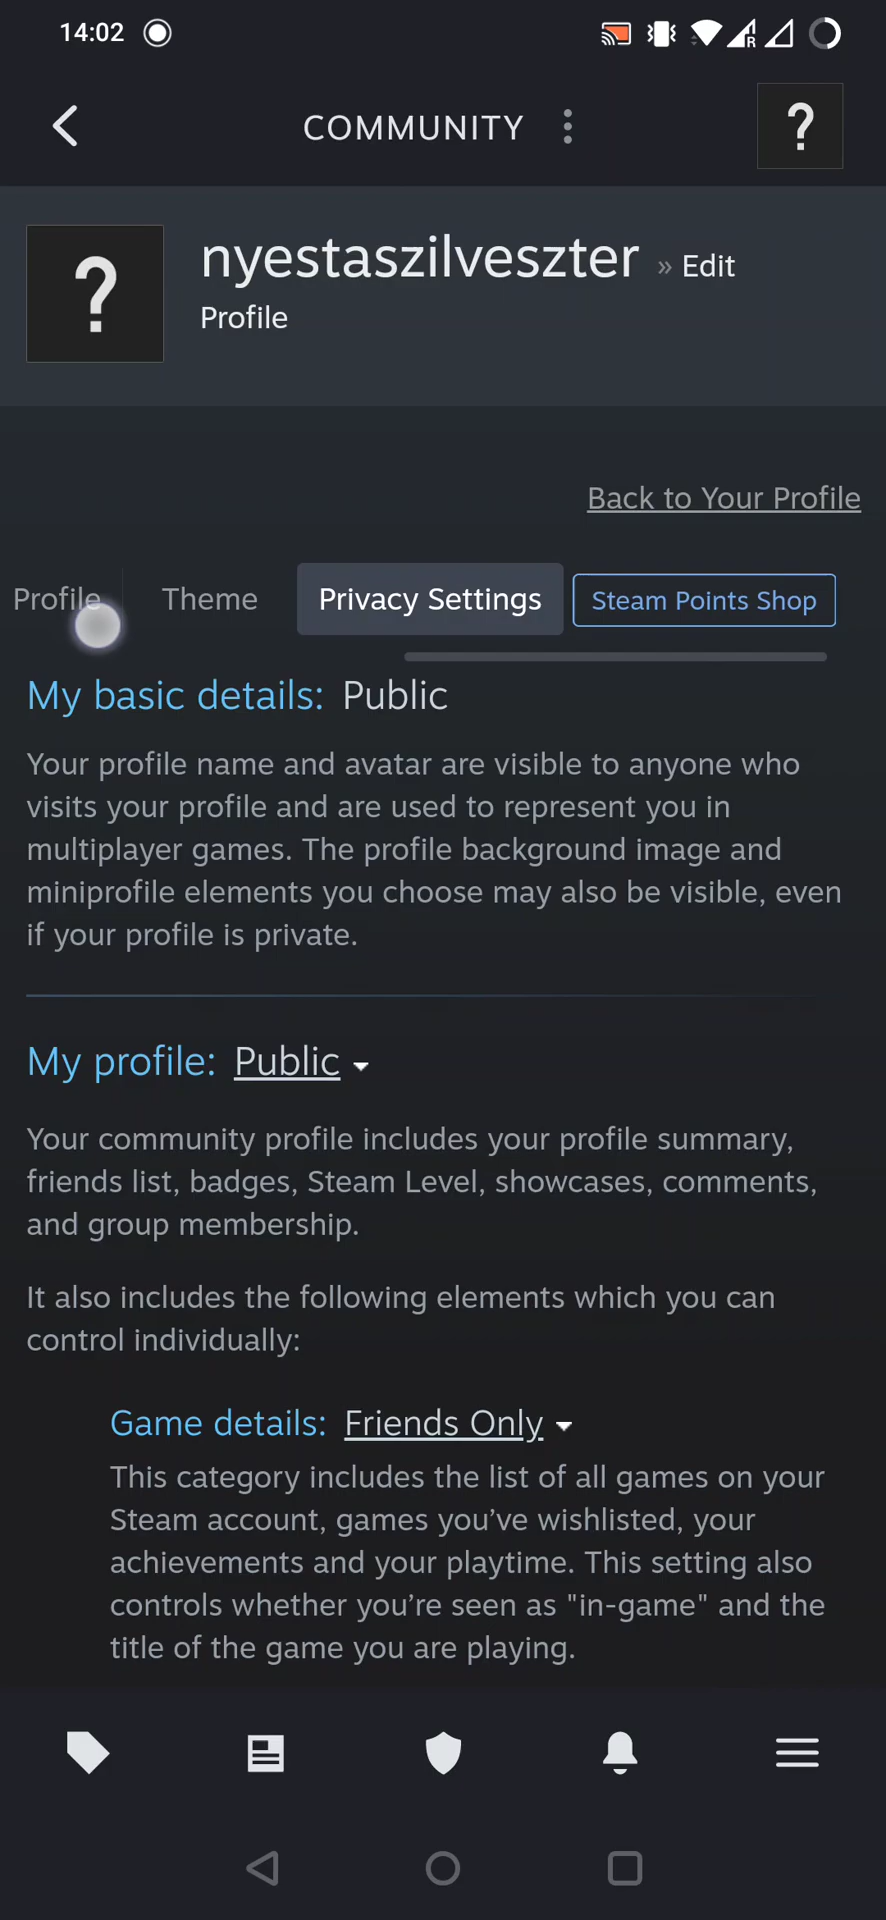 14:02
R
COMMUNITY
?
?
nyestaszilveszter » Edit
Profile
Back to Your Profile
Profile
Theme
Privacy Settings
Steam Points Shop
My basic details: Public
Your profile name and avatar are visible to anyone who
visits your profile and are used to represent you in
multiplayer games. The profile background image and
miniprofile elements you choose may also be visible, even
if your profile is private.
My profile: Public
Your community profile includes your profile summary,
friends list, badges, Steam Level, showcases, comments,
and group membership.
It also includes the following elements which you can
control individually:
Game details: Friends Only
This category includes the list of all games on your
Steam account, games you’ve wishlisted, your
achievements and your playtime. This setting also
controls whether you’re seen as "in-game" and the
title of the game you are playing.